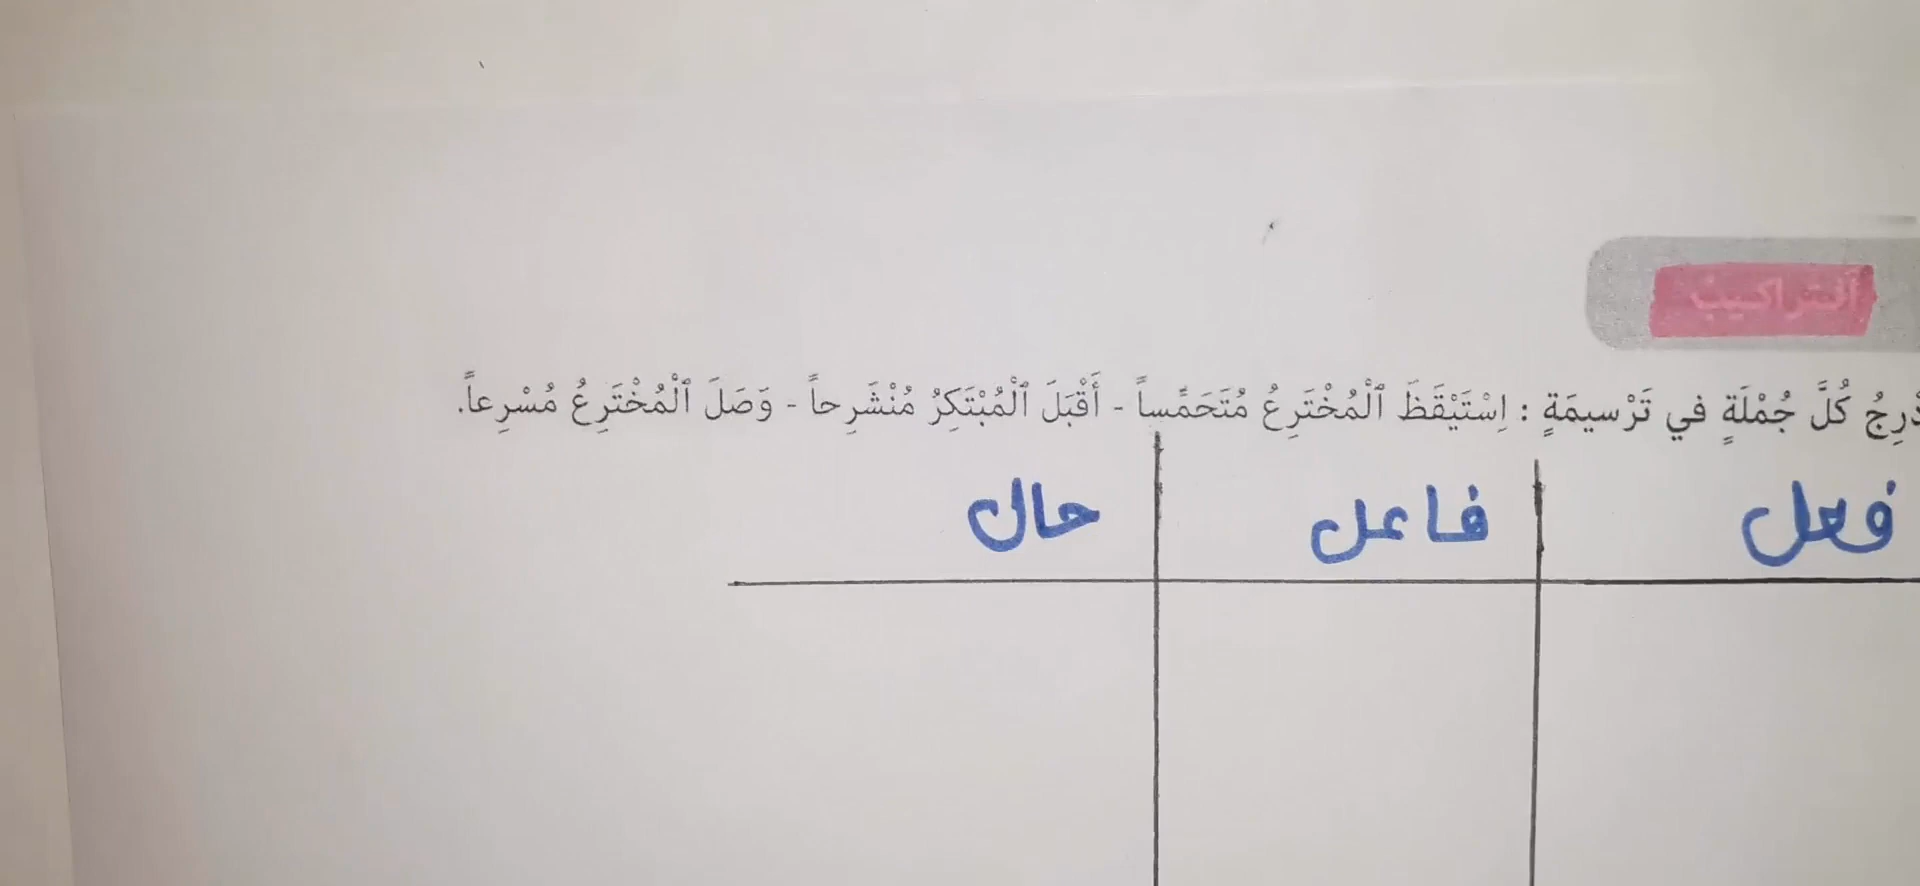 التراكيب
كُلَّ جُمْلَةٍ في تَرْسيمَةٍ : اِسْتَيْقَظَ ٱلْمُخْتَرِعُ مُتَحَمِّساً - أَقْبَلَ ٱلْمُبْتَكِرُ مُنْشَرِحاً - وَصَلَ ٱلْمُخْتَرِعُ مُسْرِعاً.
فعل فاعل حال